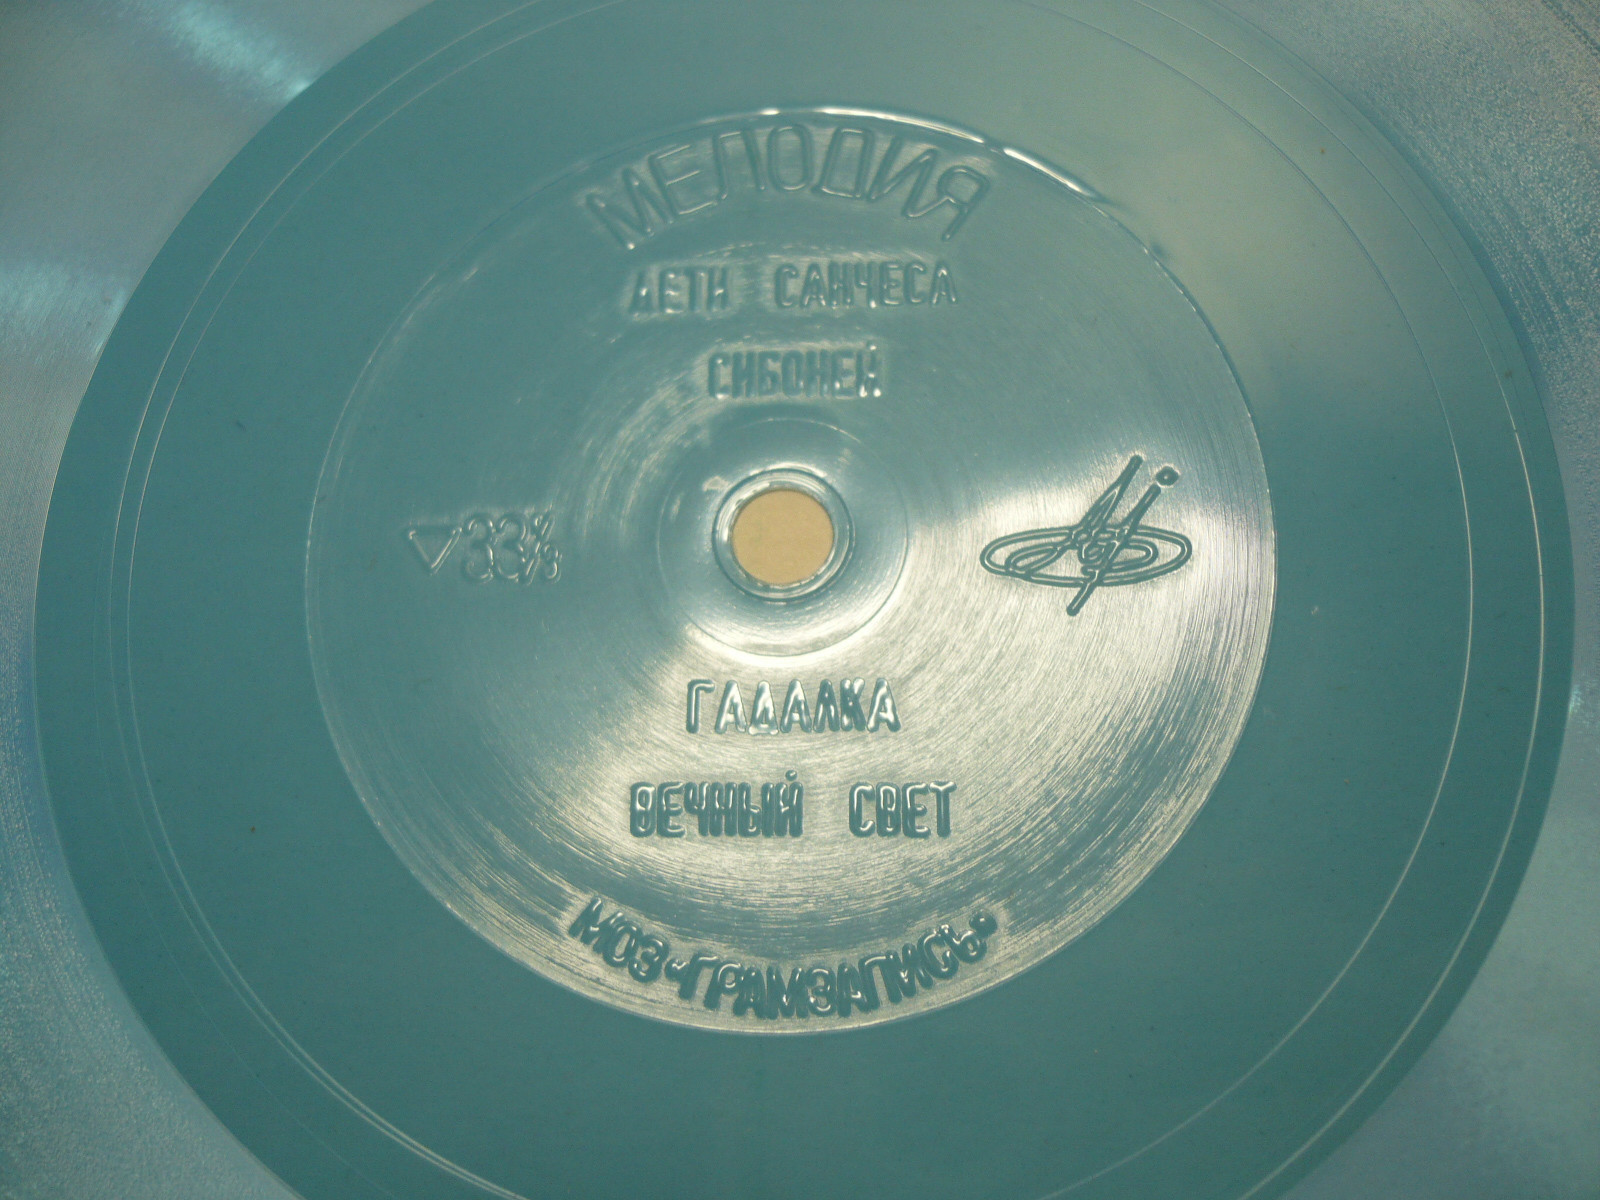 МЕЛОДИЯ
ДЕТИ САНЧЕСА
СИБОНЕЙ
▽33⅓
ГАДАЛКА
ВЕЧНЫЙ СВЕТ
МОЗ«ГРАМЗАПИСЬ»